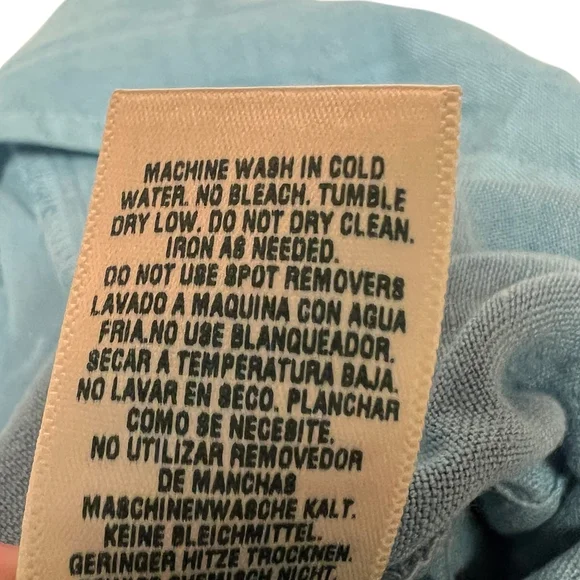 MACHINE WASH IN COLD
WATER. NO BLEACH. TUMBLE
DRY LOW. DO NOT DRY CLEAN.
IRON AS NEEDED.
DO NOT USE SPOT REMOVERS
LAVADO A MAQUINA CON AGUA
FRIA.NO USE BLANQUEADOR.
SECAR A TEMPERATURA BAJA.
NO LAVAR EN SECO. PLANCHAR
COMO SE NECESITE.
NO UTILIZAR REMOVEDOR
DE MANCHAS
MASCHINENWASCHE KALT.
KEINE BLEICHMITTEL.
GERINGER HITZE TROCKNEN.
CHEMISCH NICHT.